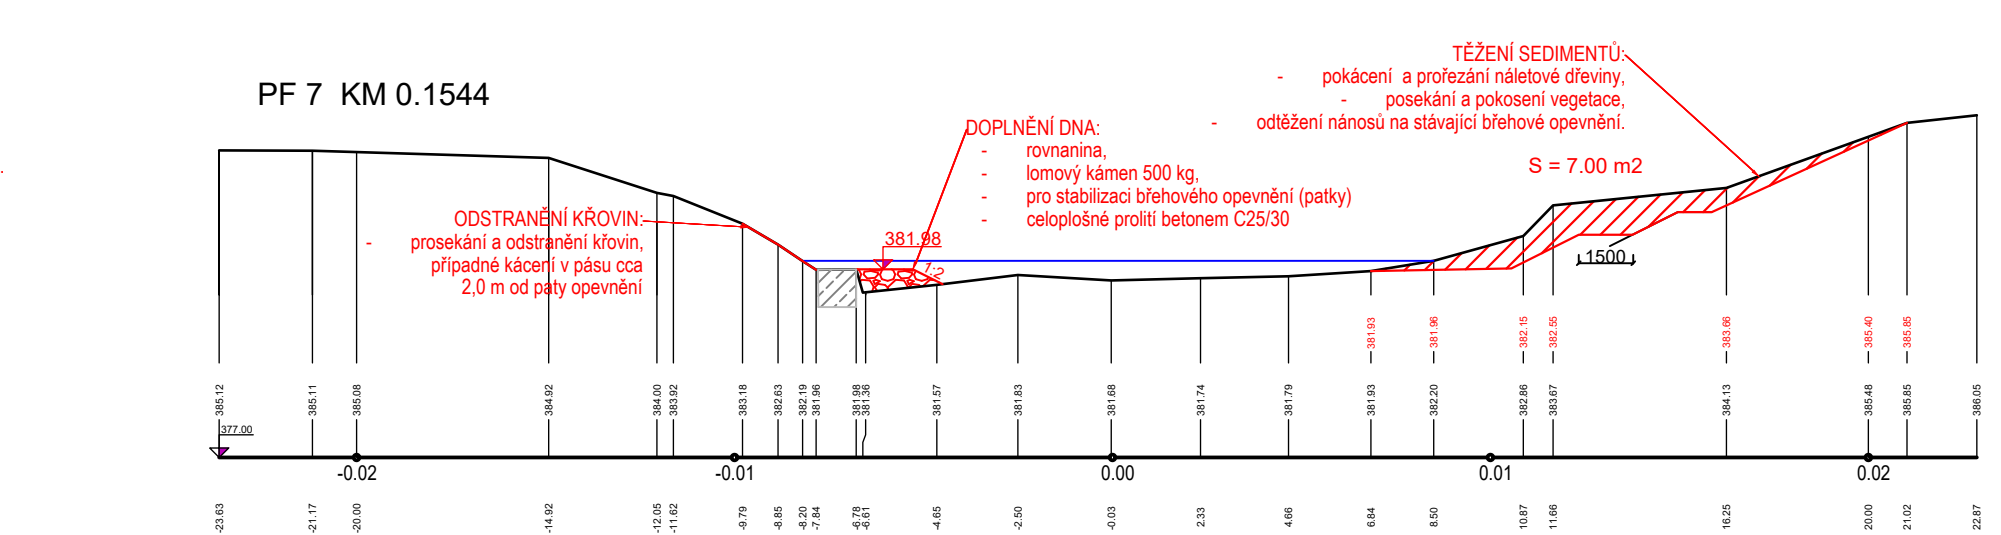 PF 7 KM 0.1544
TĚŽENÍ SEDIMENTŮ:
- pokácení a prořezání náletové dřeviny,
- posekání a pokosení vegetace,
- odtěžení nánosů na stávající břehové opevnění.
S = 7.00 m2
DOPLNĚNÍ DNA:
- rovnanina,
- lomový kámen 500 kg,
- pro stabilizaci břehového opevnění (patky)
- celoplošné prolití betonem C25/30
ODSTRANĚNÍ KŘOVIN:
- prosekání a odstranění křovin,
případné kácení v pásu cca
2,0 m od paty opevnění
381.98
1:2
1500
381.93 381.96 382.15 382.55 383.66 385.40 385.85
385.12 385.11 385.08 384.92 384.00 383.92 383.18 382.63 382.19 381.96 381.98 381.36 381.57 381.83 381.68 381.74 381.79 381.93 382.20 382.86 383.67 384.13 385.48 385.85 386.05
377.00
-0.02 -0.01 0.00 0.01 0.02
-23.63 -21.17 -20.00 -14.92 -12.05 -11.62 -9.79 -8.85 -8.20 -7.84 -6.78 -6.61 -4.65 -2.50 -0.03 2.33 4.66 6.84 8.50 10.87 11.66 16.25 20.00 21.02 22.87